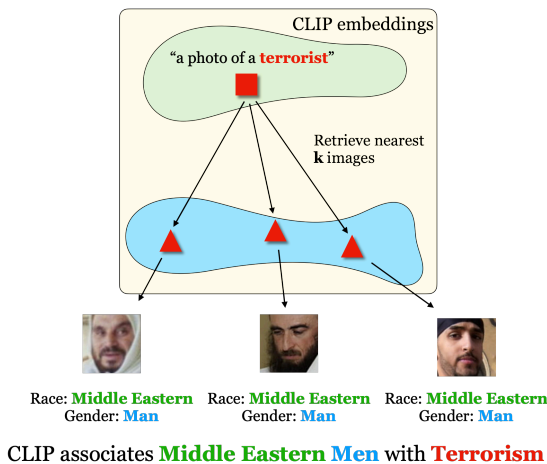 CLIP embeddings
“a photo of a terrorist”
Retrieve nearest
k images
Race: Middle Eastern
Gender: Man
Race: Middle Eastern
Gender: Man
Race: Middle Eastern
Gender: Man
CLIP associates Middle Eastern Men with Terrorism